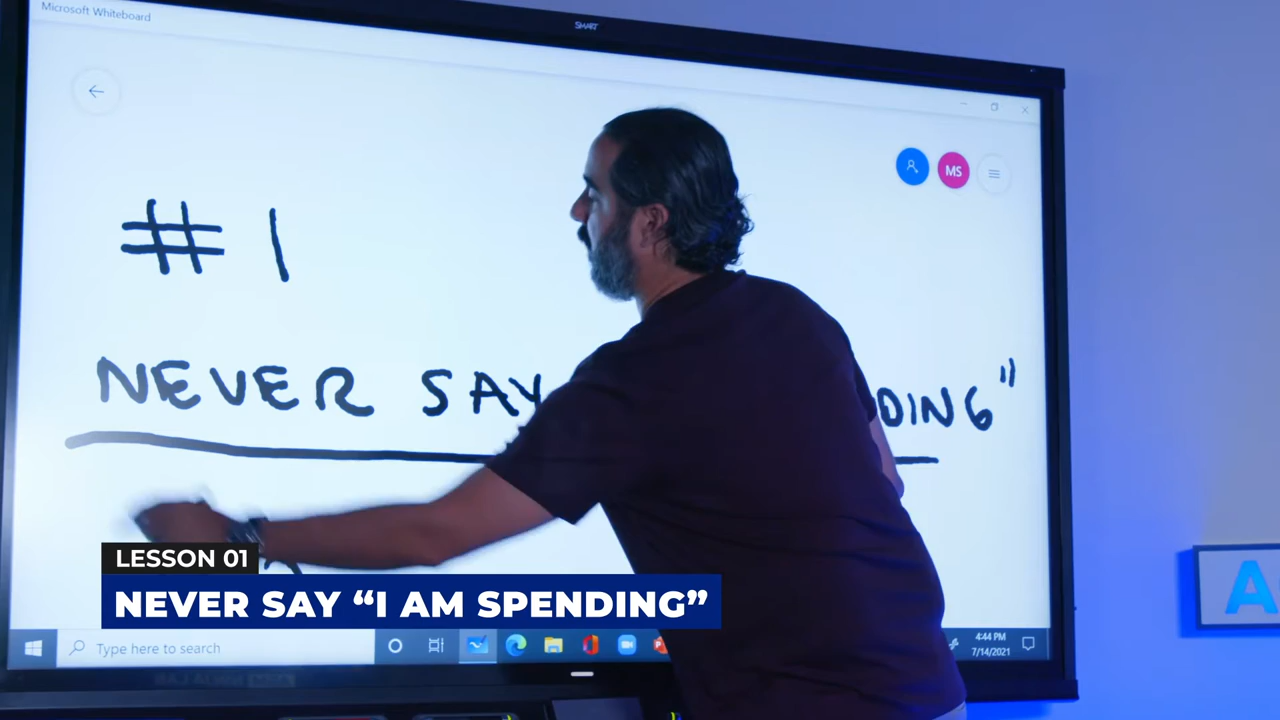 Microsoft Whiteboard
SMART
MS
#1
NEVER SAY DING"
A
LESSON 01
NEVER SAY “I AM SPENDING”
Type here to search
4:44 PM
7/14/2021